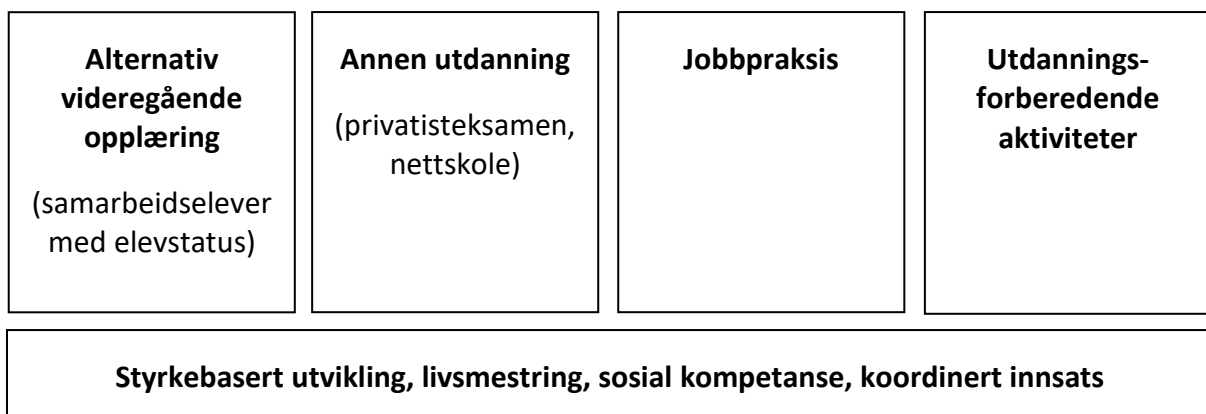 Alternativ
videregående
opplæring
(samarbeidselever
med elevstatus)
Annen utdanning
(privatisteksamen,
nettskole)
Jobbpraksis
Utdannings-
forberedende
aktiviteter
Styrkebasert utvikling, livsmestring, sosial kompetanse, koordinert innsats